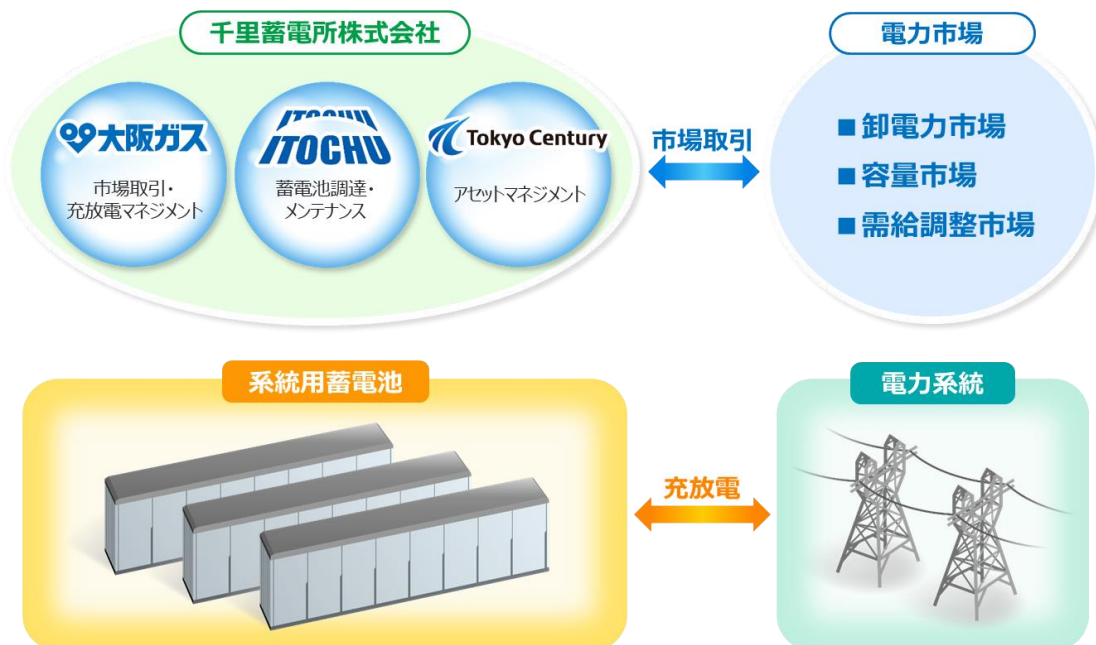 千里蓄電所株式会社
大阪ガス
市場取引・
充放電マネジメント
ITOCHU
ITOCHU
蓄電池調達・
メンテナンス
Tokyo Century
アセットマネジメント
市場取引
電力市場
■卸電力市場
■容量市場
■需給調整市場
系統用蓄電池
充放電
電力系統